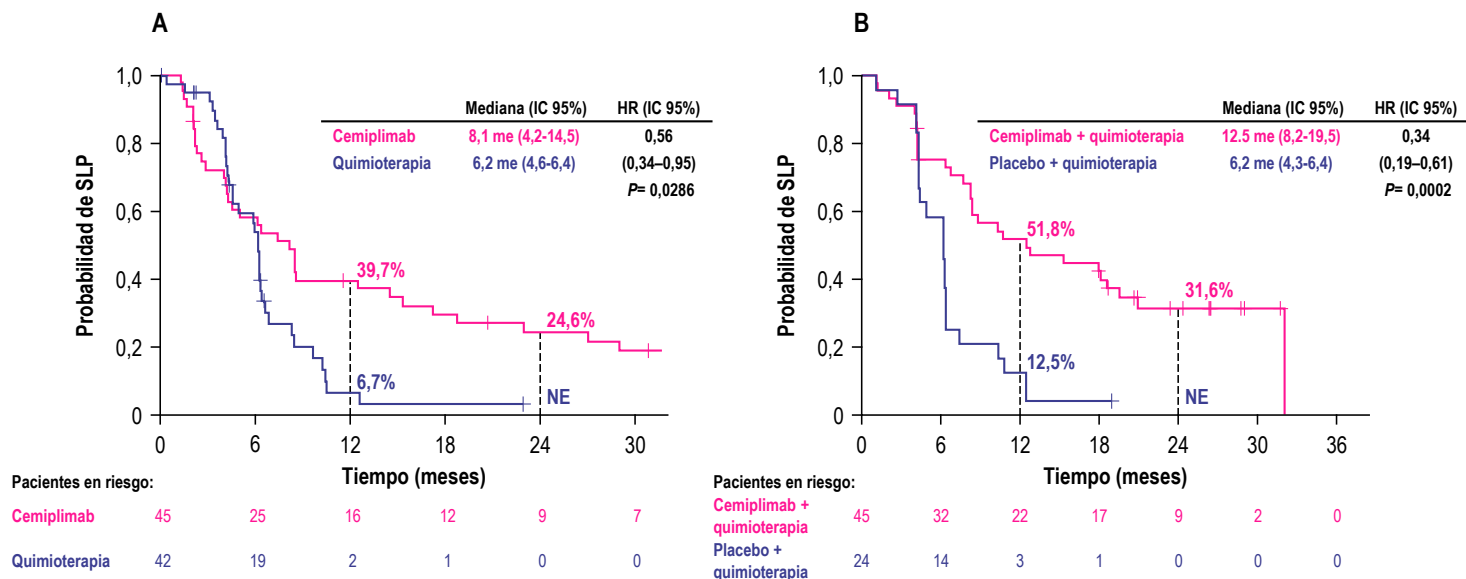 A
Probabilidad de SLP
1,0
0,8
0,6
0,4
0,2
0
Mediana (IC 95%) HR (IC 95%)
Cemiplimab 8,1 me (4,2-14,5) 0,56
Quimioterapia 6,2 me (4,6-6,4) (0,34–0,95)
P= 0,0286
39,7%
24,6%
6,7%
NE
0 6 12 18 24 30
Tiempo (meses)
Pacientes en riesgo:
Cemiplimab 45 25 16 12 9 7
Quimioterapia 42 19 2 1 0 0
B
Probabilidad de SLP
1,0
0,8
0,6
0,4
0,2
0
Mediana (IC 95%) HR (IC 95%)
Cemiplimab + quimioterapia 12.5 me (8,2-19,5) 0,34
Placebo + quimioterapia 6,2 me (4,3-6,4) (0,19–0,61)
P= 0,0002
51,8%
31,6%
12,5%
NE
0 6 12 18 24 30 36
Tiempo (meses)
Pacientes en riesgo:
Cemiplimab +
quimioterapia 45 32 22 17 9 2 0
Placebo +
quimioterapia 24 14 3 1 0 0 0